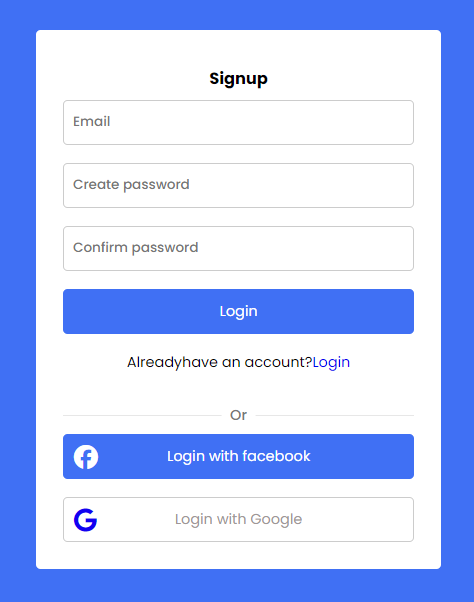 Signup
Email
Create password
Confirm password
Login
Alreadyhave an account?Login
Or
Login with facebook
Login with Google